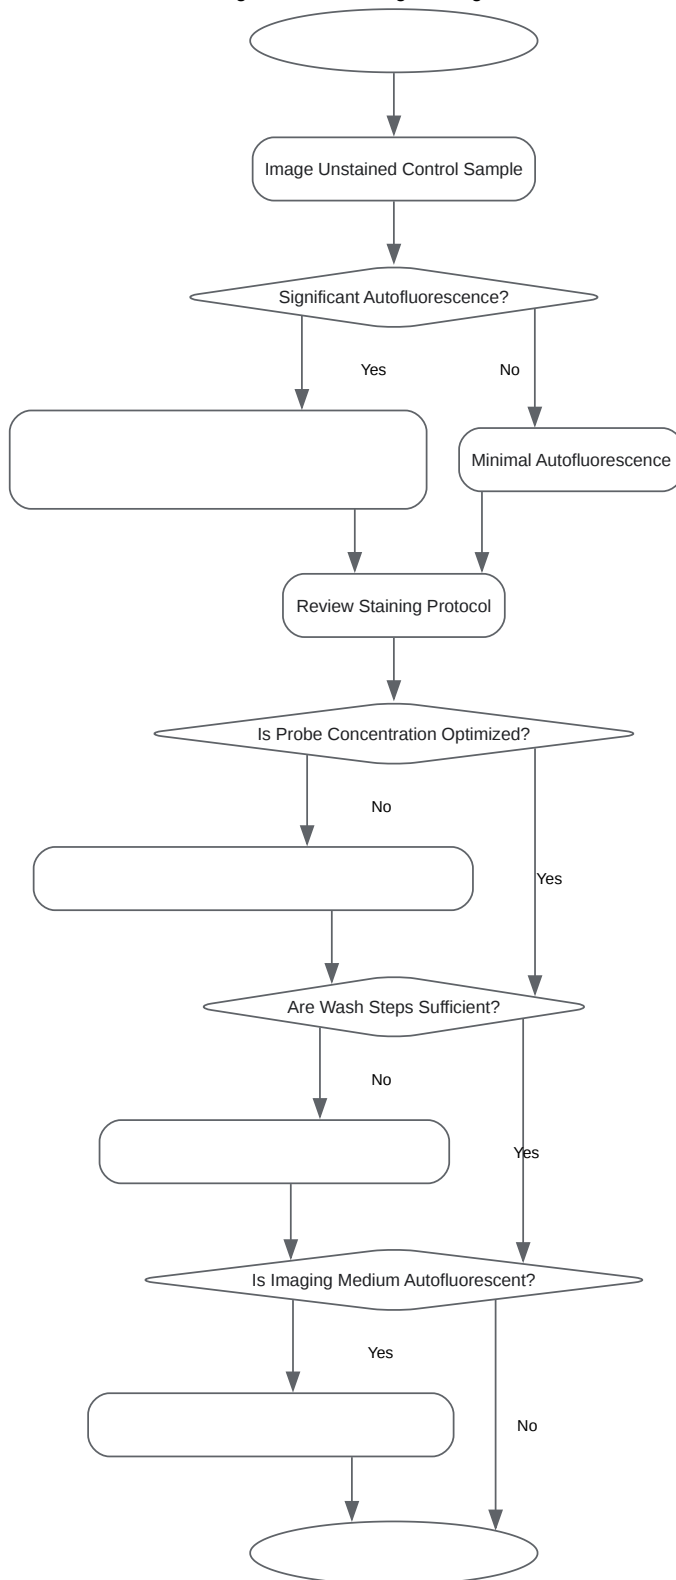 Image Unstained Control Sample
Significant Autofluorescence?
Yes
No
Minimal Autofluorescence
Review Staining Protocol
Is Probe Concentration Optimized?
No
Yes
Are Wash Steps Sufficient?
No
Yes
Is Imaging Medium Autofluorescent?
Yes
No